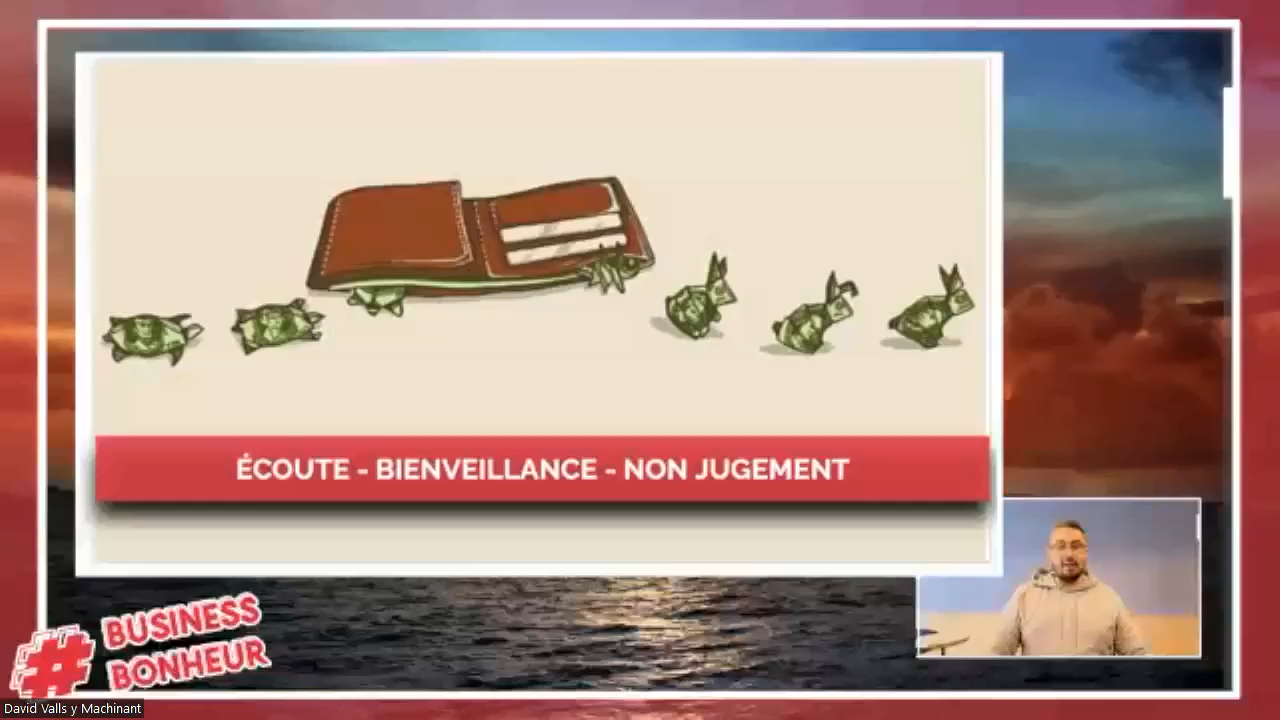 ÉCOUTE - BIENVEILLANCE - NON JUGEMENT
# BUSINESS
BONHEUR
David Valls y Machinant